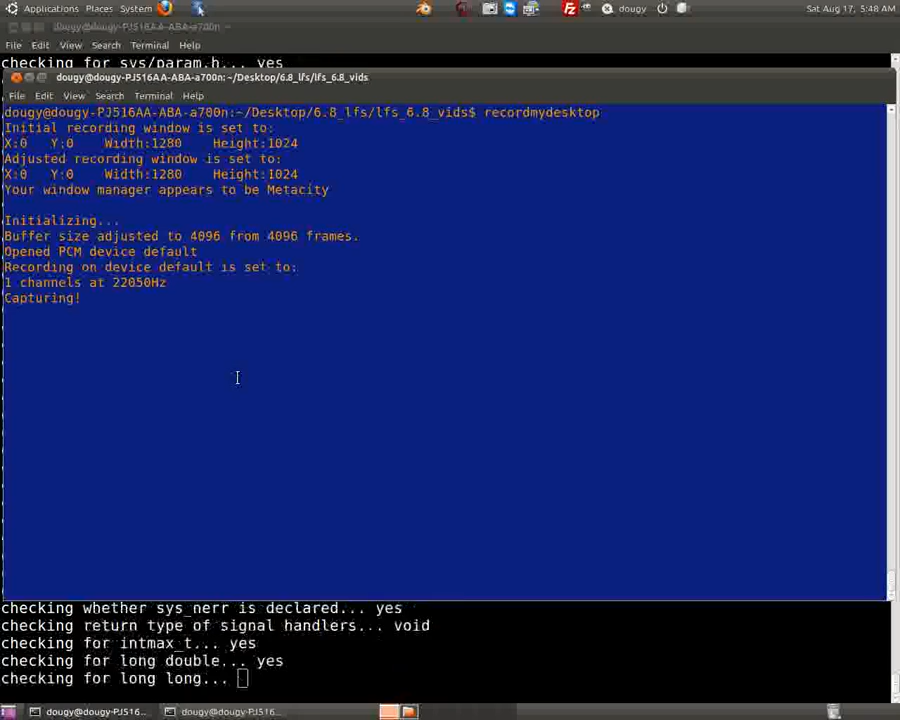 Applications Places System
dougy
Sat Aug 17, 5:48 AM
dougy@dougy-PJ516AA-ABA-a700n: ~
File Edit View Search Terminal Help
checking for sys/param.h... yes
dougy@dougy-PJ516AA-ABA-a700n: ~/Desktop/6.8_lfs/lfs_6.8_vids
File Edit View Search Terminal Help
dougy@dougy-PJ516AA-ABA-a700n:~/Desktop/6.8_lfs/lfs_6.8_vids$ recordmydesktop
Initial recording window is set to:
X:0 Y:0 Width:1280 Height:1024
Adjusted recording window is set to:
X:0 Y:0 Width:1280 Height:1024
Your window manager appears to be Metacity
Initializing...
Buffer size adjusted to 4096 from 4096 frames.
Opened PCM device default
Recording on device default is set to:
1 channels at 22050Hz
Capturing!
checking whether sys_nerr is declared... yes
checking return type of signal handlers... void
checking for intmax_t... yes
checking for long double... yes
checking for long long...
dougy@dougy-PJ516... dougy@dougy-PJ516...